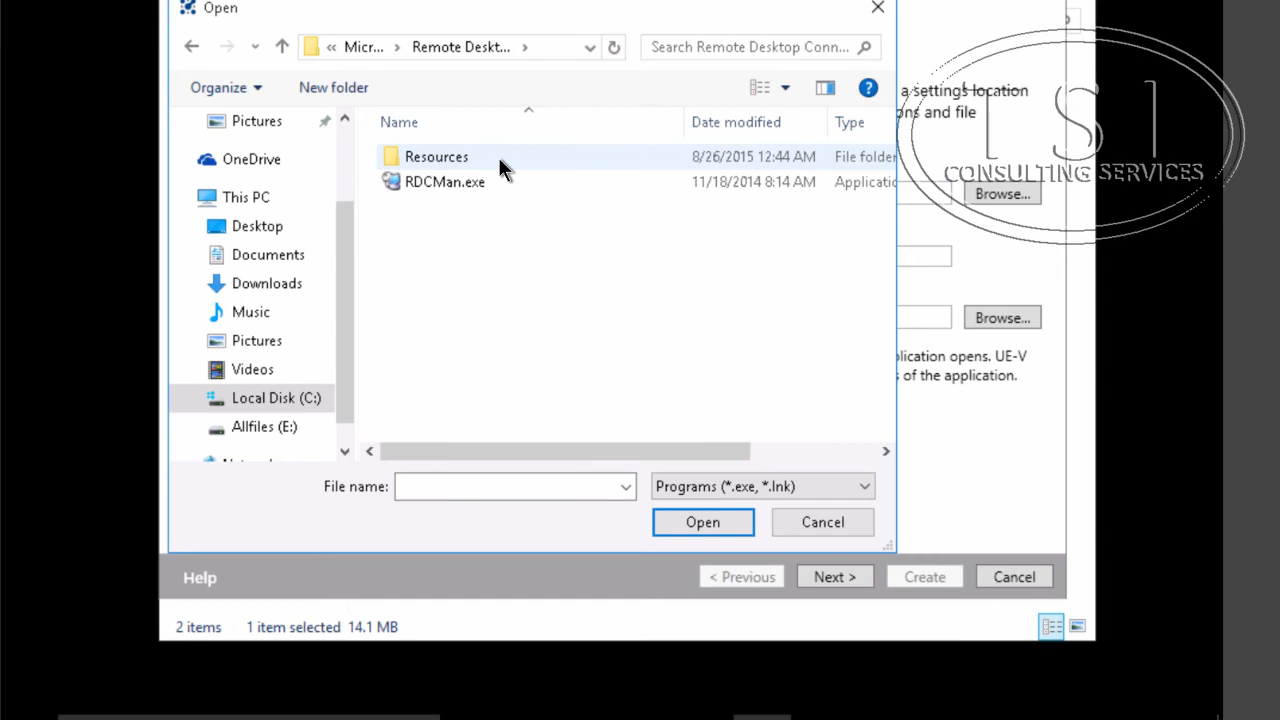 Open
« Micr... > Remote Deskt... >
Search Remote Desktop Conn...
Organize
New folder
Name
Date modified
Type
Pictures
Resources
8/26/2015 12:44 AM
File folder
RDCMan.exe
11/18/2014 8:14 AM
OneDrive
This PC
Desktop
Documents
Downloads
Music
Pictures
Videos
Local Disk (C:)
Allfiles (E:)
a settings location
ons and file
TSI
CONSULTING SERVICES
Browse...
Browse...
plication opens. UE-V
s of the application.
File name:
Programs (*.exe, *.lnk)
Open
Cancel
Help
< Previous
Next >
Create
Cancel
2 items
1 item selected 14.1 MB